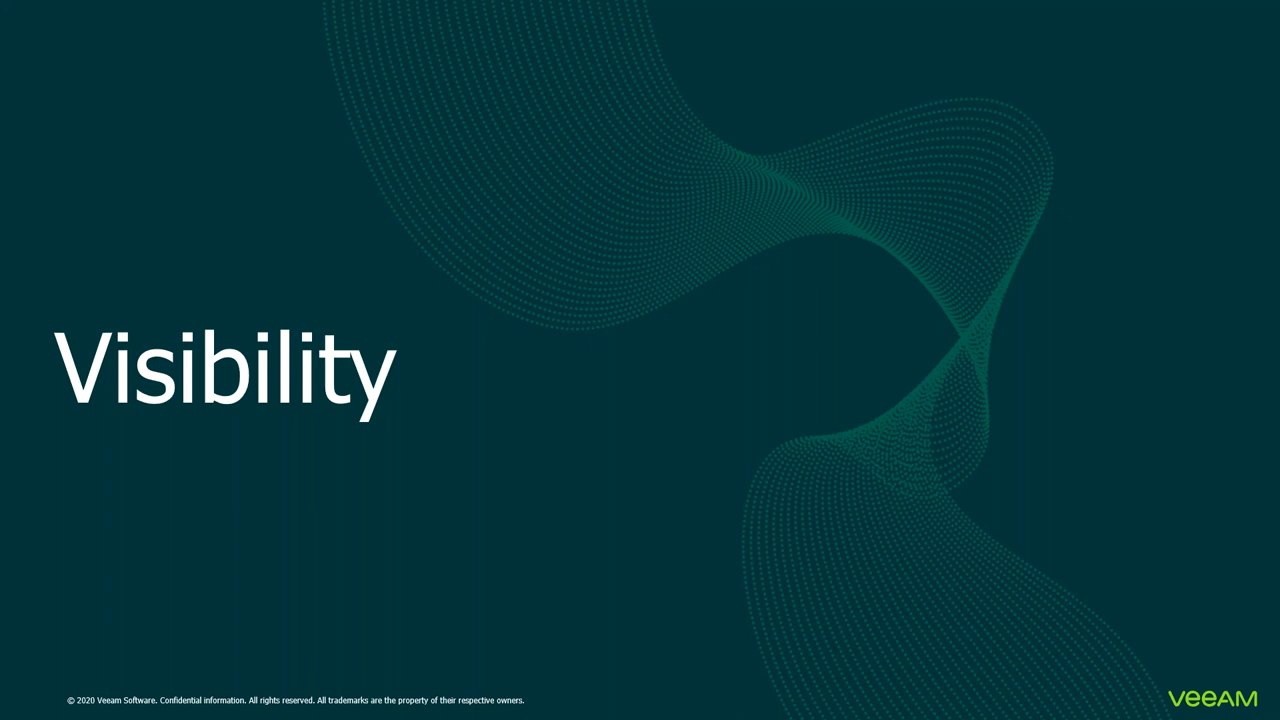 Visibility
© 2020 Veeam Software. Confidential information. All rights reserved. All trademarks are the property of their respective owners.
VEEAM